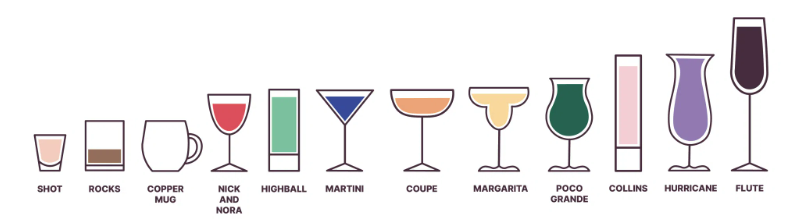 SHOT
ROCKS
COPPER
MUG
NICK
AND
NORA
HIGHBALL
MARTINI
COUPE
MARGARITA
POCO
GRANDE
COLLINS
HURRICANE
FLUTE